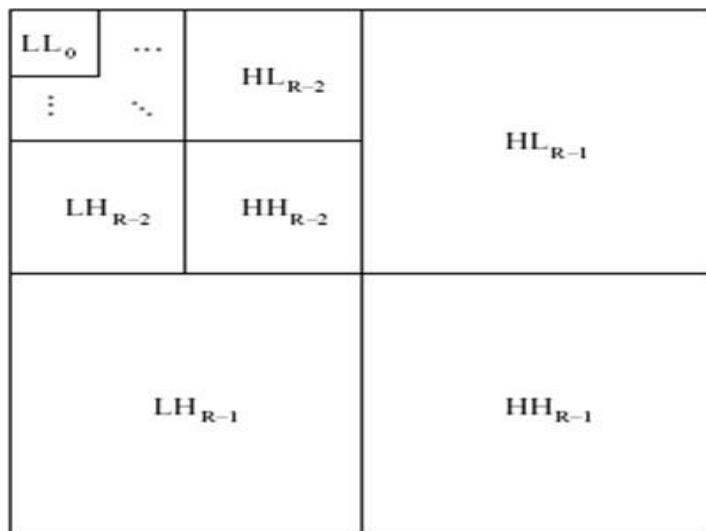 LL₀ ...
HL_{R-2}
HL_{R-1}
⋮ ⋱
LH_{R-2} HH_{R-2}
LH_{R-1} HH_{R-1}